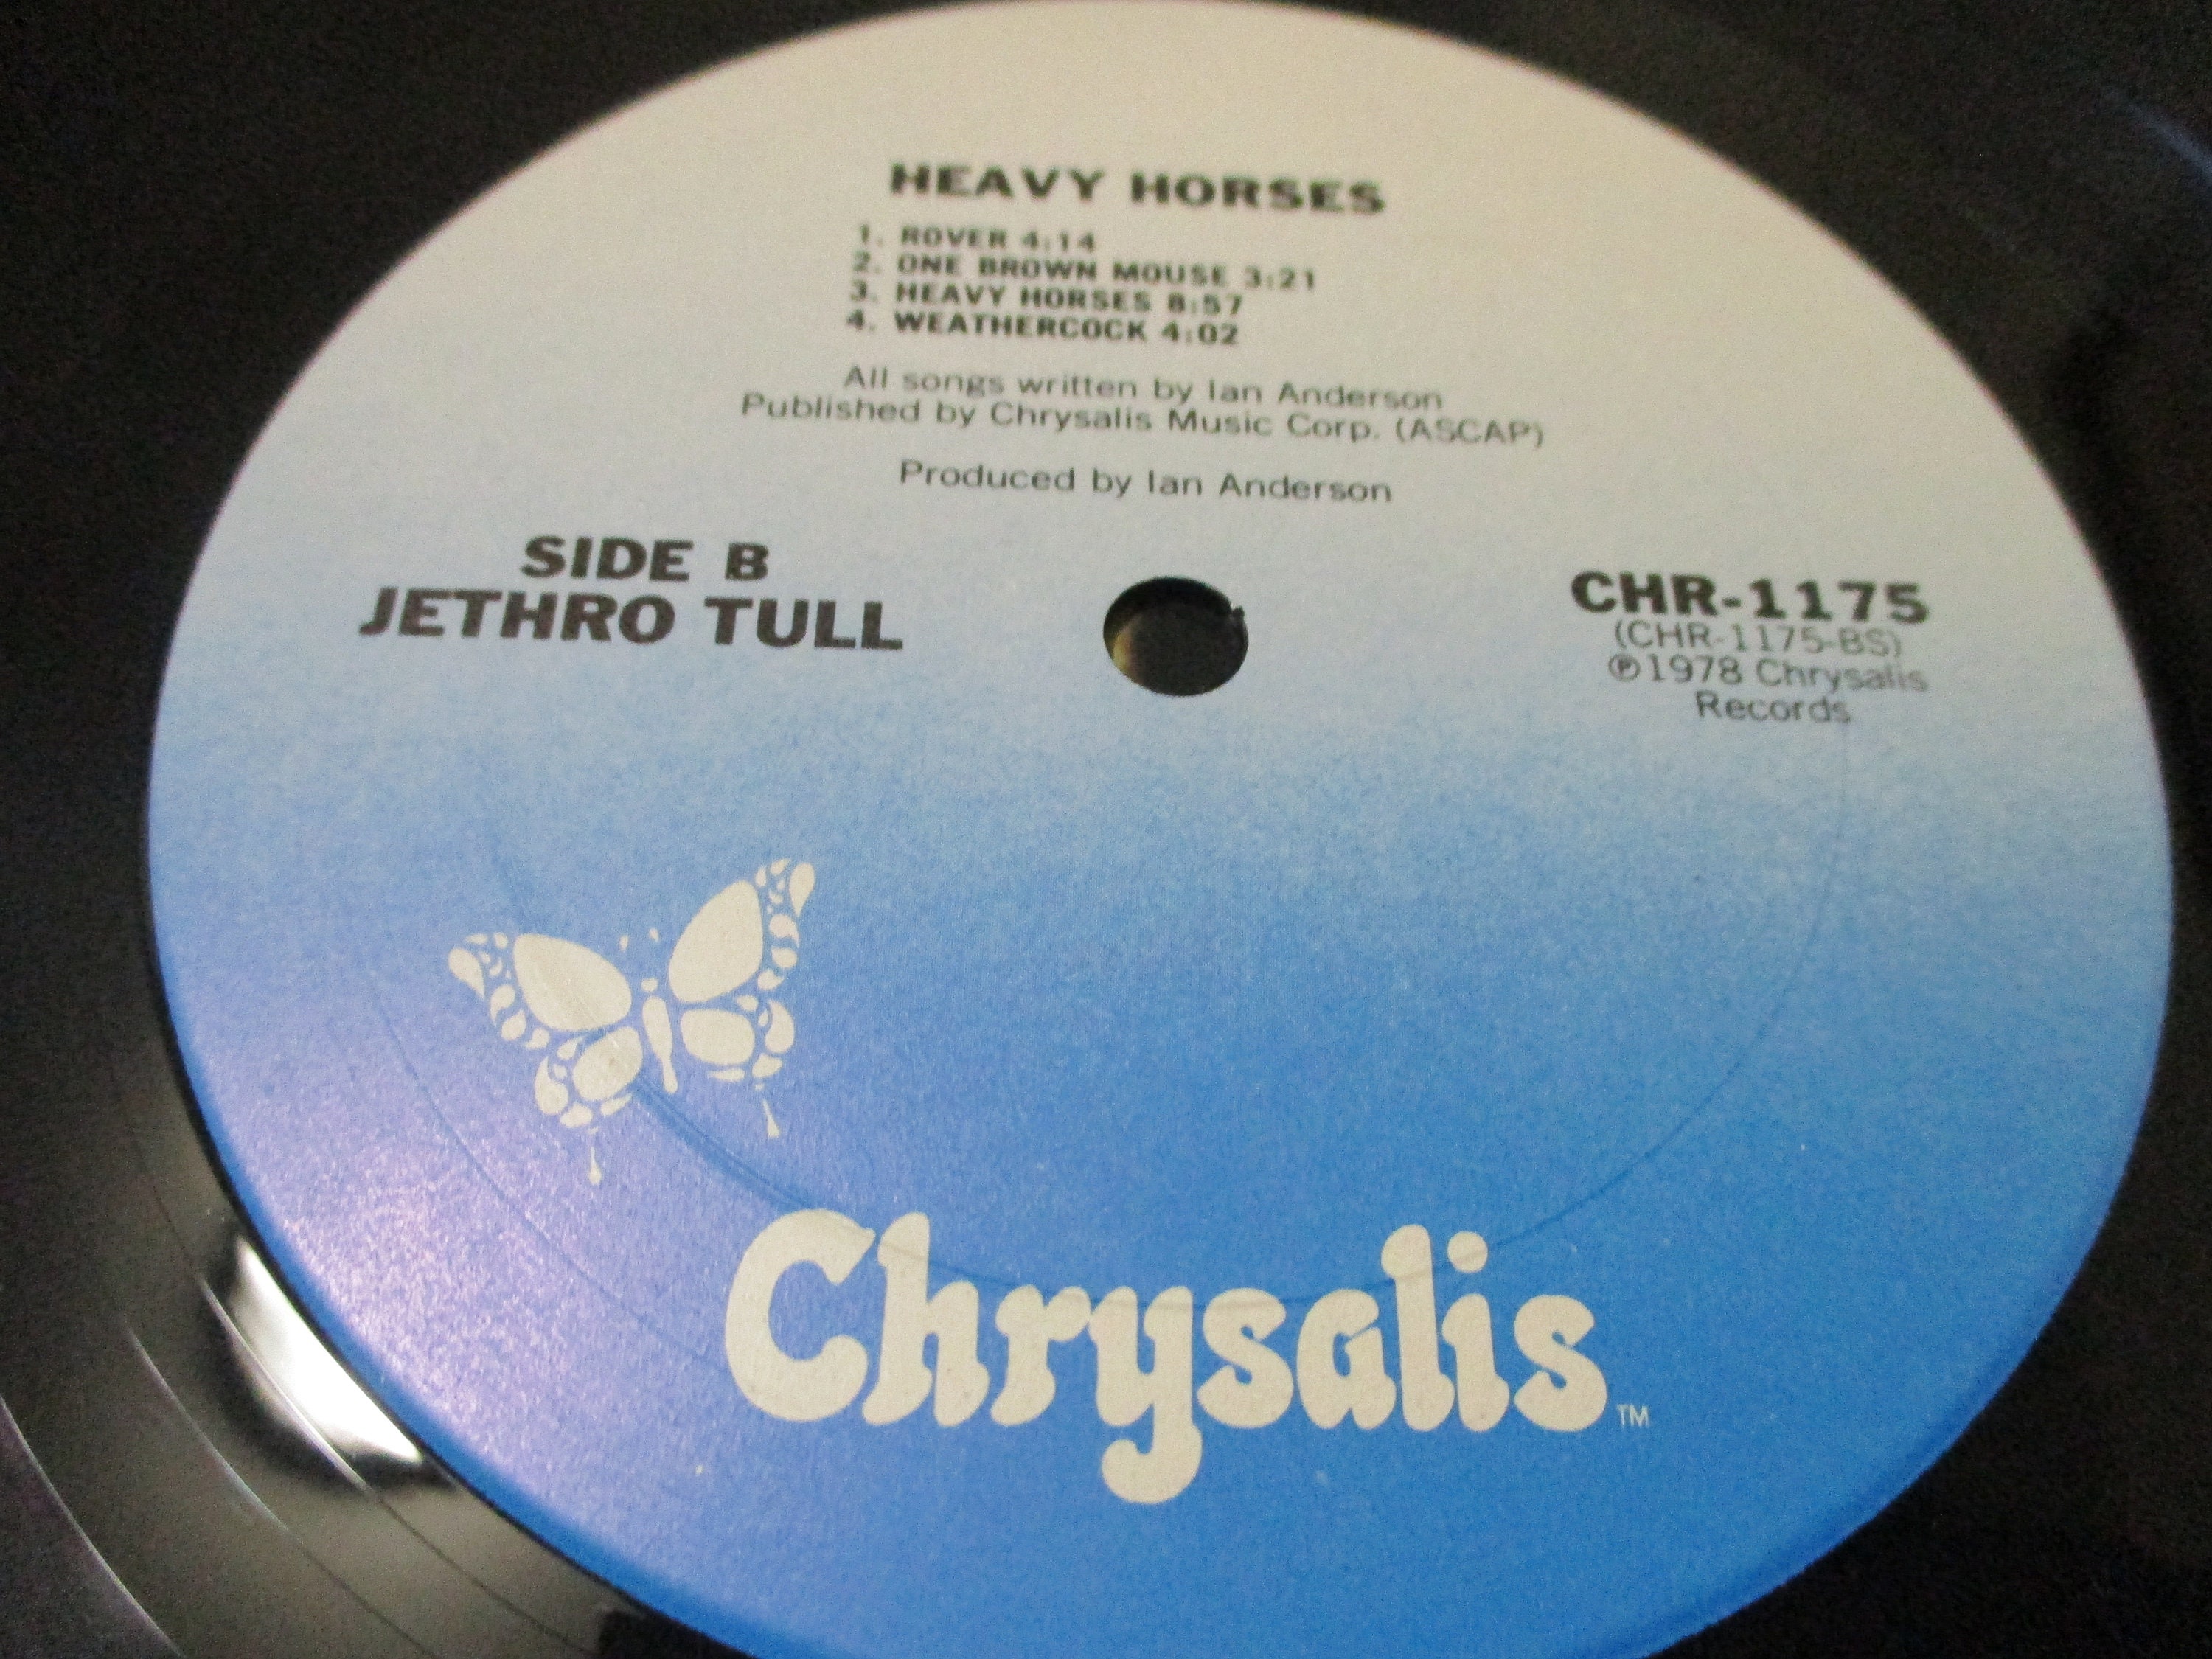 HEAVY HORSES
1. ROVER 4:14
2. ONE BROWN MOUSE 3:21
3. HEAVY HORSES 8:57
4. WEATHERCOCK 4:02
All songs written by Ian Anderson
Published by Chrysalis Music Corp. (ASCAP)
Produced by Ian Anderson
SIDE B
JETHRO TULL
CHR-1175
(CHR-1175-BS)
℗1978 Chrysalis
Records
Chrysalis™